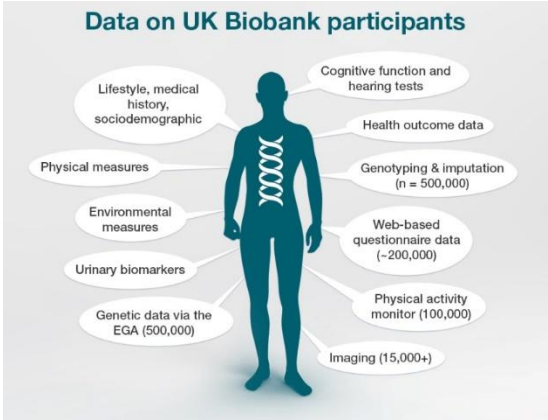 Data on UK Biobank participants
Lifestyle, medical
history,
sociodemographic
Physical measures
Environmental
measures
Urinary biomarkers
Genetic data via the
EGA (500,000)
Cognitive function and
hearing tests
Health outcome data
Genotyping & imputation
(n = 500,000)
Web-based
questionnaire data
(~200,000)
Physical activity
monitor (100,000)
Imaging (15,000+)